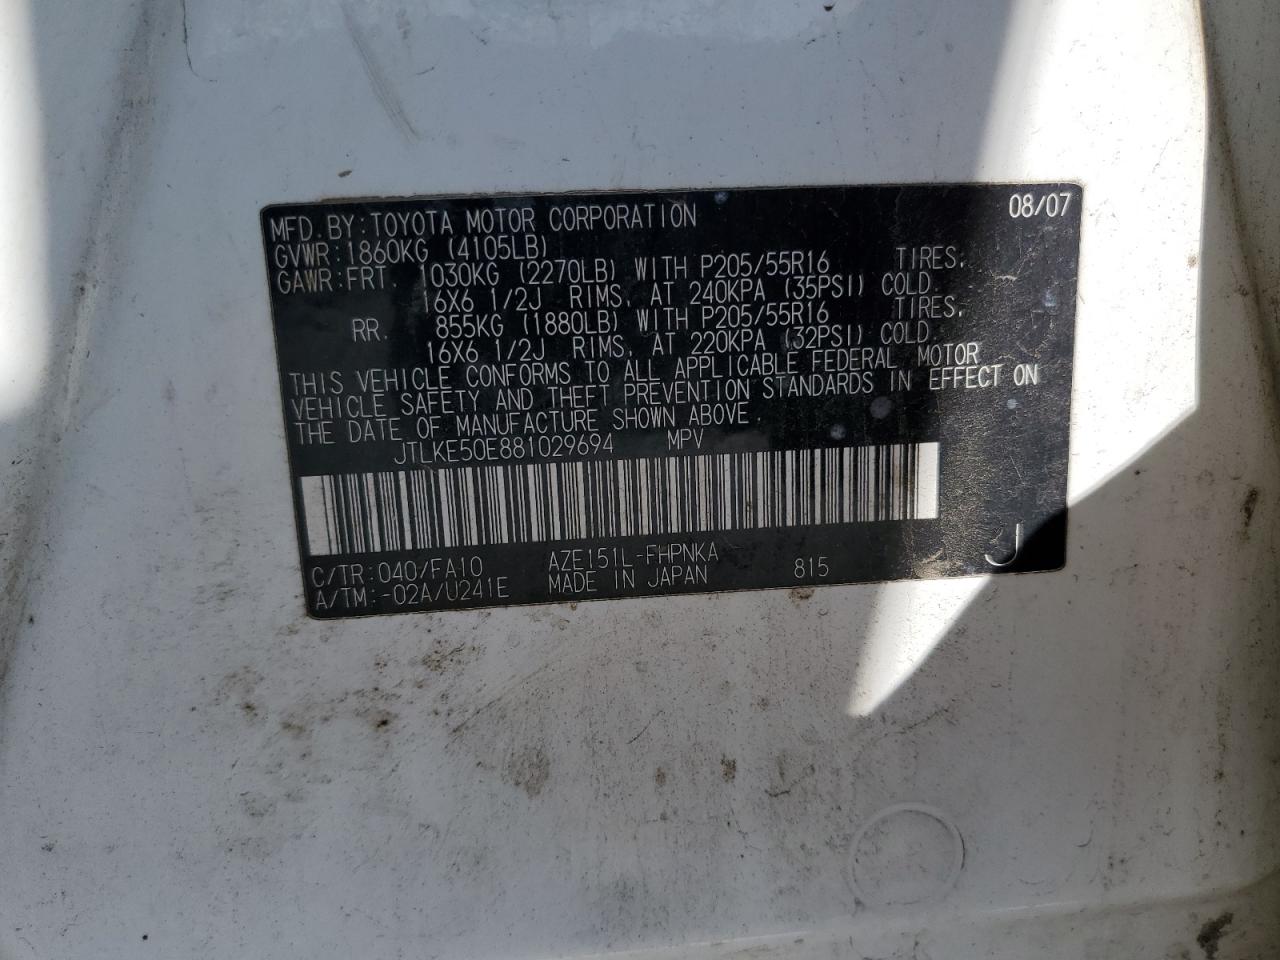 MFD. BY: TOYOTA MOTOR CORPORATION 08/07
GVWR: 1860KG (4105LB)
GAWR: FRT. 1030KG (2270LB) WITH P205/55R16 TIRES,
16X6 1/2J RIMS, AT 240KPA (35PSI) COLD.
RR. 855KG (1880LB) WITH P205/55R16 TIRES,
16X6 1/2J RIMS, AT 220KPA (32PSI) COLD.
THIS VEHICLE CONFORMS TO ALL APPLICABLE FEDERAL MOTOR
VEHICLE SAFETY AND THEFT PREVENTION STANDARDS IN EFFECT ON
THE DATE OF MANUFACTURE SHOWN ABOVE.
JTLKE50E881029694 MPV
C/TR: 040/FA10 AZE151L-FHPNKA
A/TM: -02A/U241E MADE IN JAPAN 815 J